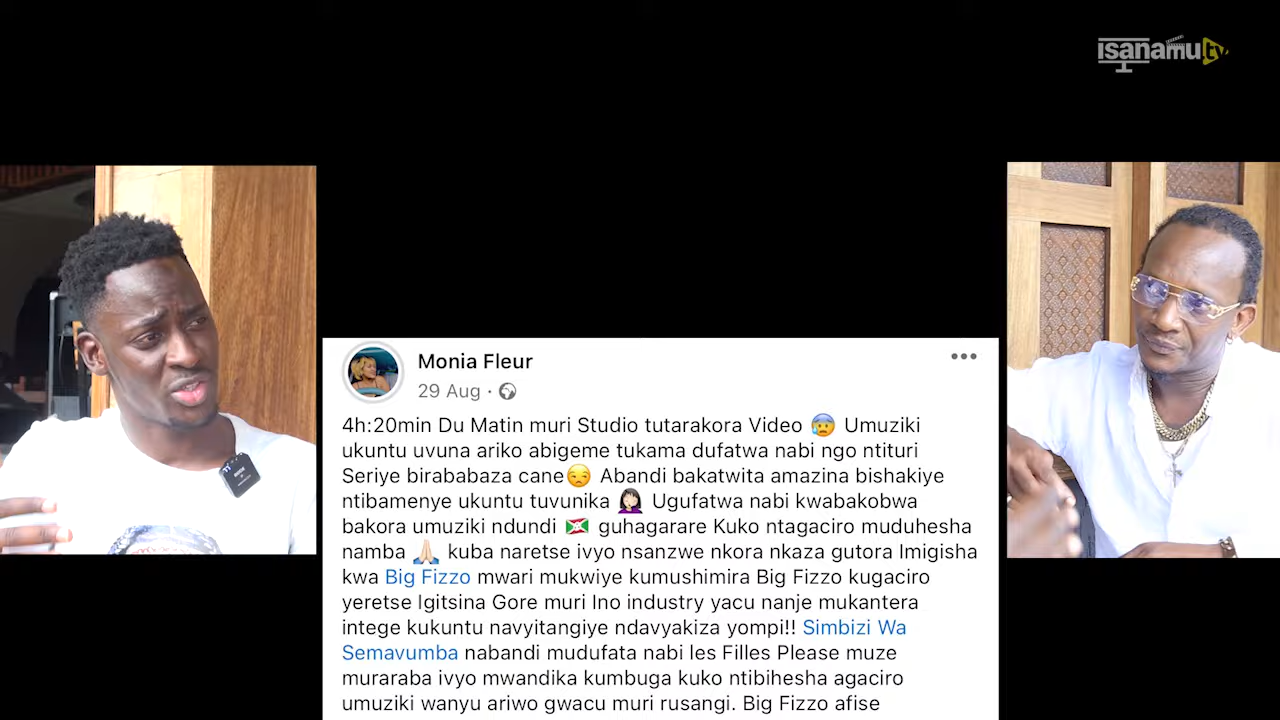 isanamu tv
Monia Fleur
29 Aug ·
4h:20min Du Matin muri Studio tutarakora Video 😰 Umuziki
ukuntu uvuna ariko abigeme tukama dufatwa nabi ngo ntituri
Seriye birababaza cane😒 Abandi bakatwita amazina bishakiye
ntibamenye ukuntu tuvunika 🤦🏻‍♀️ Ugufatwa nabi kwabakobwa
bakora umuziki ndundi 🇧🇮 guhagarare Kuko ntagaciro muduhesha
namba 🙏🏻 kuba naretse ivyo nsanzwe nkora nkaza gutora Imigisha
kwa Big Fizzo mwari mukwiye kumushimira Big Fizzo kugaciro
yeretse Igitsina Gore muri Ino industry yacu nanje mukantera
intege kukuntu navyitangiye ndavyakiza yompi!! Simbizi Wa
Semavumba nabandi mudufata nabi les Filles Please muze
muraraba ivyo mwandika kumbuga kuko ntibihesha agaciro
umuziki wanyu ariwo gwacu muri rusangi. Big Fizzo afise